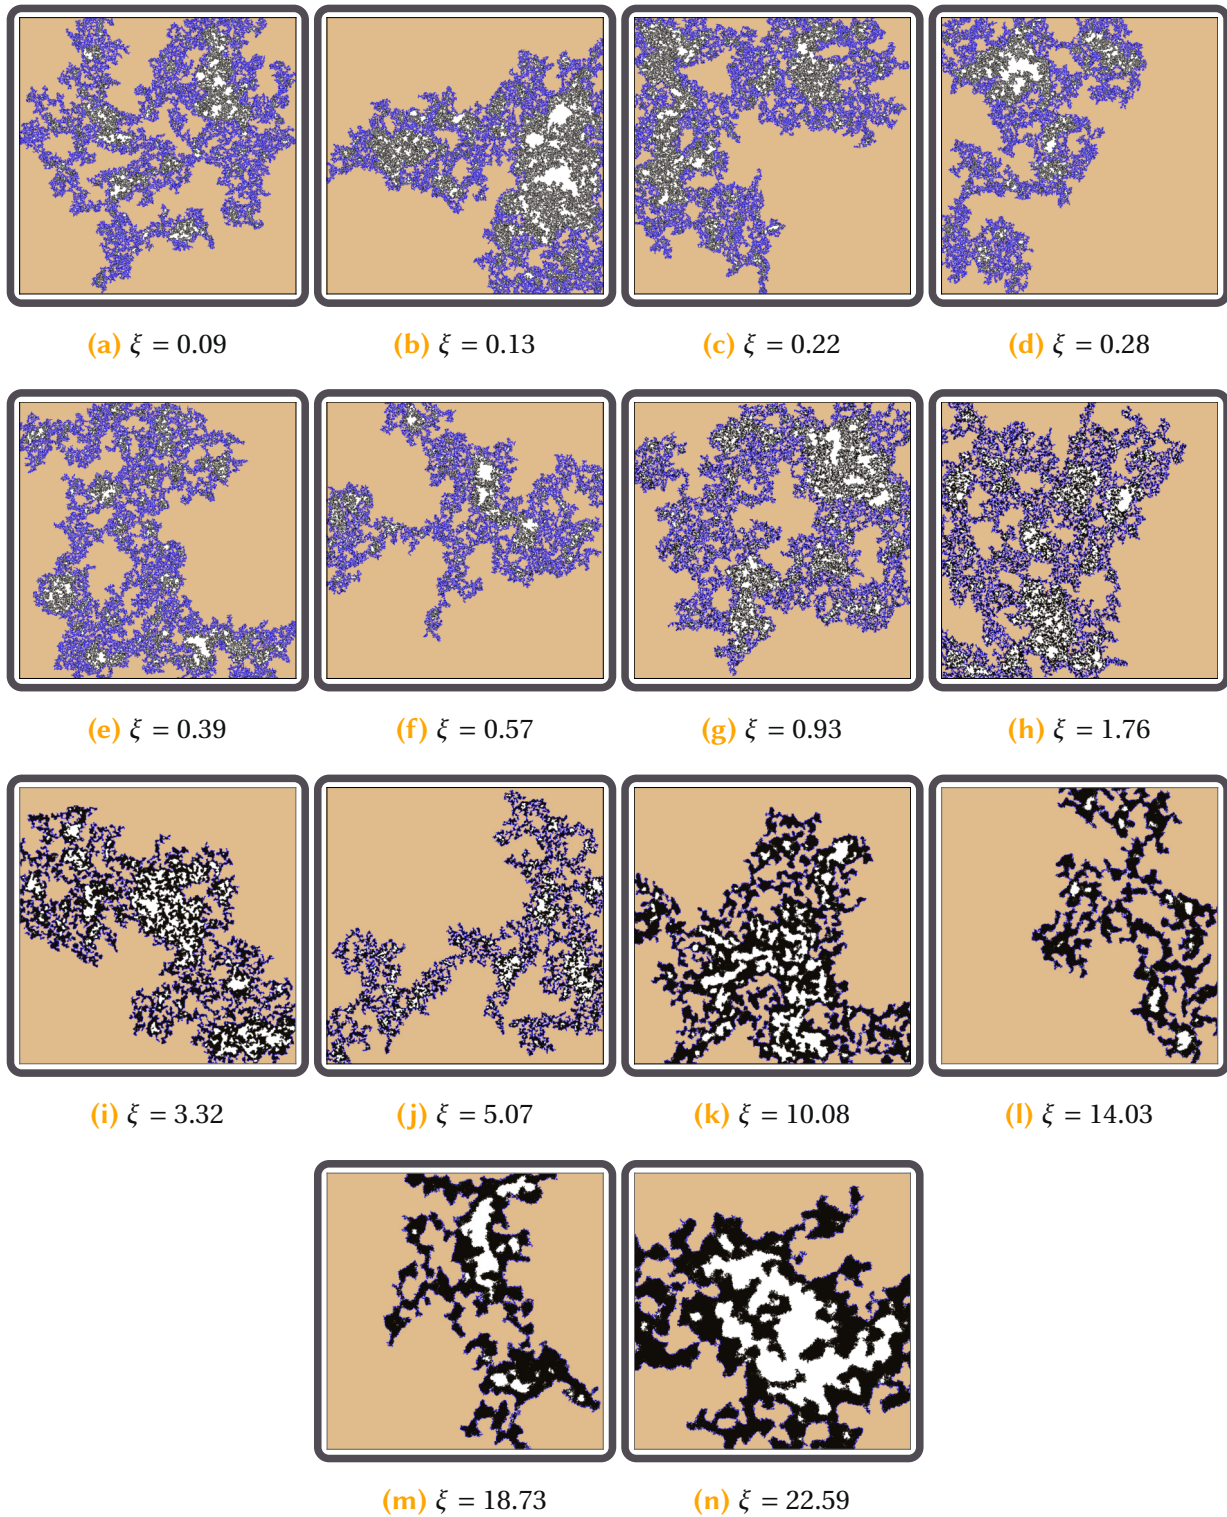 (a) ξ = 0.09
(b) ξ = 0.13
(c) ξ = 0.22
(d) ξ = 0.28
(e) ξ = 0.39
(f) ξ = 0.57
(g) ξ = 0.93
(h) ξ = 1.76
(i) ξ = 3.32
(j) ξ = 5.07
(k) ξ = 10.08
(l) ξ = 14.03
(m) ξ = 18.73
(n) ξ = 22.59